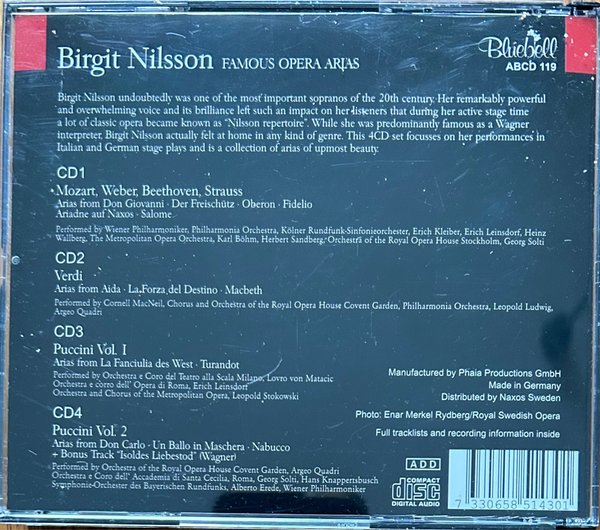 Birgit Nilsson FAMOUS OPERA ARIAS
Bluebell
ABCD 119
Birgit Nilsson undoubtedly was one of the most important sopranos of the 20th century. Her remarkably powerful
and overwhelming voice and its brilliance left such an impact on her listeners that during her active stage time
a lot of classic opera became known as "Nilsson repertoire". While she was predominantly famous as a Wagner
interpreter, Birgit Nilsson actually felt at home in any kind of genre. This 4CD set focusses on her performances in
Italian and German stage plays and is a collection of arias of upmost beauty.
CD1
Mozart, Weber, Beethoven, Strauss
Arias from Don Giovanni · Der Freischütz · Oberon · Fidelio
Ariadne auf Naxos · Salome
Performed by Wiener Philharmoniker, Philharmonia Orchestra, Kölner Rundfunk-Sinfonieorchester, Erich Kleiber, Erich Leinsdorf, Heinz
Wallberg, The Metropolitan Opera Orchestra, Karl Böhm, Herbert Sandberg, Orchestra of the Royal Opera House Stockholm, Georg Solti
CD2
Verdi
Arias from Aida · La Forza del Destino · Macbeth
Performed by Cornell MacNeil, Chorus and Orchestra of the Royal Opera House Covent Garden, Philharmonia Orchestra, Leopold Ludwig,
Argeo Quadri
CD3
Puccini Vol. 1
Arias from La Fanciulia des West · Turandot
Performed by Orchestra e Coro del Teatro alla Scala Milano, Lovro von Matacic
Orchestra e corro dell' Opera di Roma, Erich Leinsdorf
Orchestra and Chorus of the Metropolitan Opera, Leopold Stokowski
CD4
Puccini Vol. 2
Arias from Don Carlo · Un Ballo in Maschera · Nabucco
+ Bonus Track "Isoldes Liebestod" (Wagner)
Performed by Orchestra of the Royal Opera House Covent Garden, Argeo Quadri
Orchestra e Coro dell' Accademia di Santa Cecilia, Roma, Georg Solti, Hans Knappertsbusch
Symphonie-Orchester des Bayerischen Rundfunks, Alberto Erede, Wiener Philharmoniker
Manufactured by Phaia Productions GmbH
Made in Germany
Distributed by Naxos Sweden
Photo: Enar Merkel Rydberg/Royal Swedish Opera
Full tracklists and recording information inside
ADD
COMPACT
disc
DIGITAL AUDIO
7 330658 514301